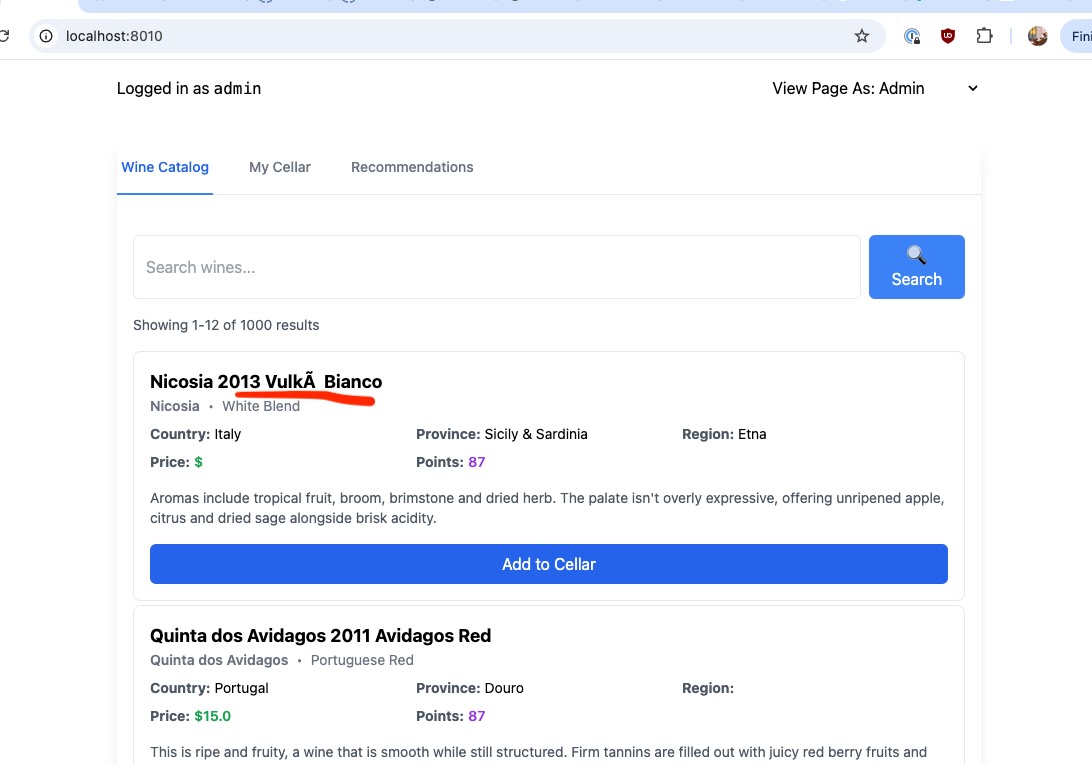 localhost:8010
Fini
Logged in as admin
View Page As: Admin
Wine Catalog My Cellar Recommendations
Search wines...
🔍
Search
Showing 1-12 of 1000 results
Nicosia 2013 VulkÃ  Bianco
Nicosia • White Blend
Country: Italy Province: Sicily & Sardinia Region: Etna
Price: $ Points: 87
Aromas include tropical fruit, broom, brimstone and dried herb. The palate isn't overly expressive, offering unripened apple,
citrus and dried sage alongside brisk acidity.
Add to Cellar
Quinta dos Avidagos 2011 Avidagos Red
Quinta dos Avidagos • Portuguese Red
Country: Portugal Province: Douro Region:
Price: $15.0 Points: 87
This is ripe and fruity, a wine that is smooth while still structured. Firm tannins are filled out with juicy red berry fruits and